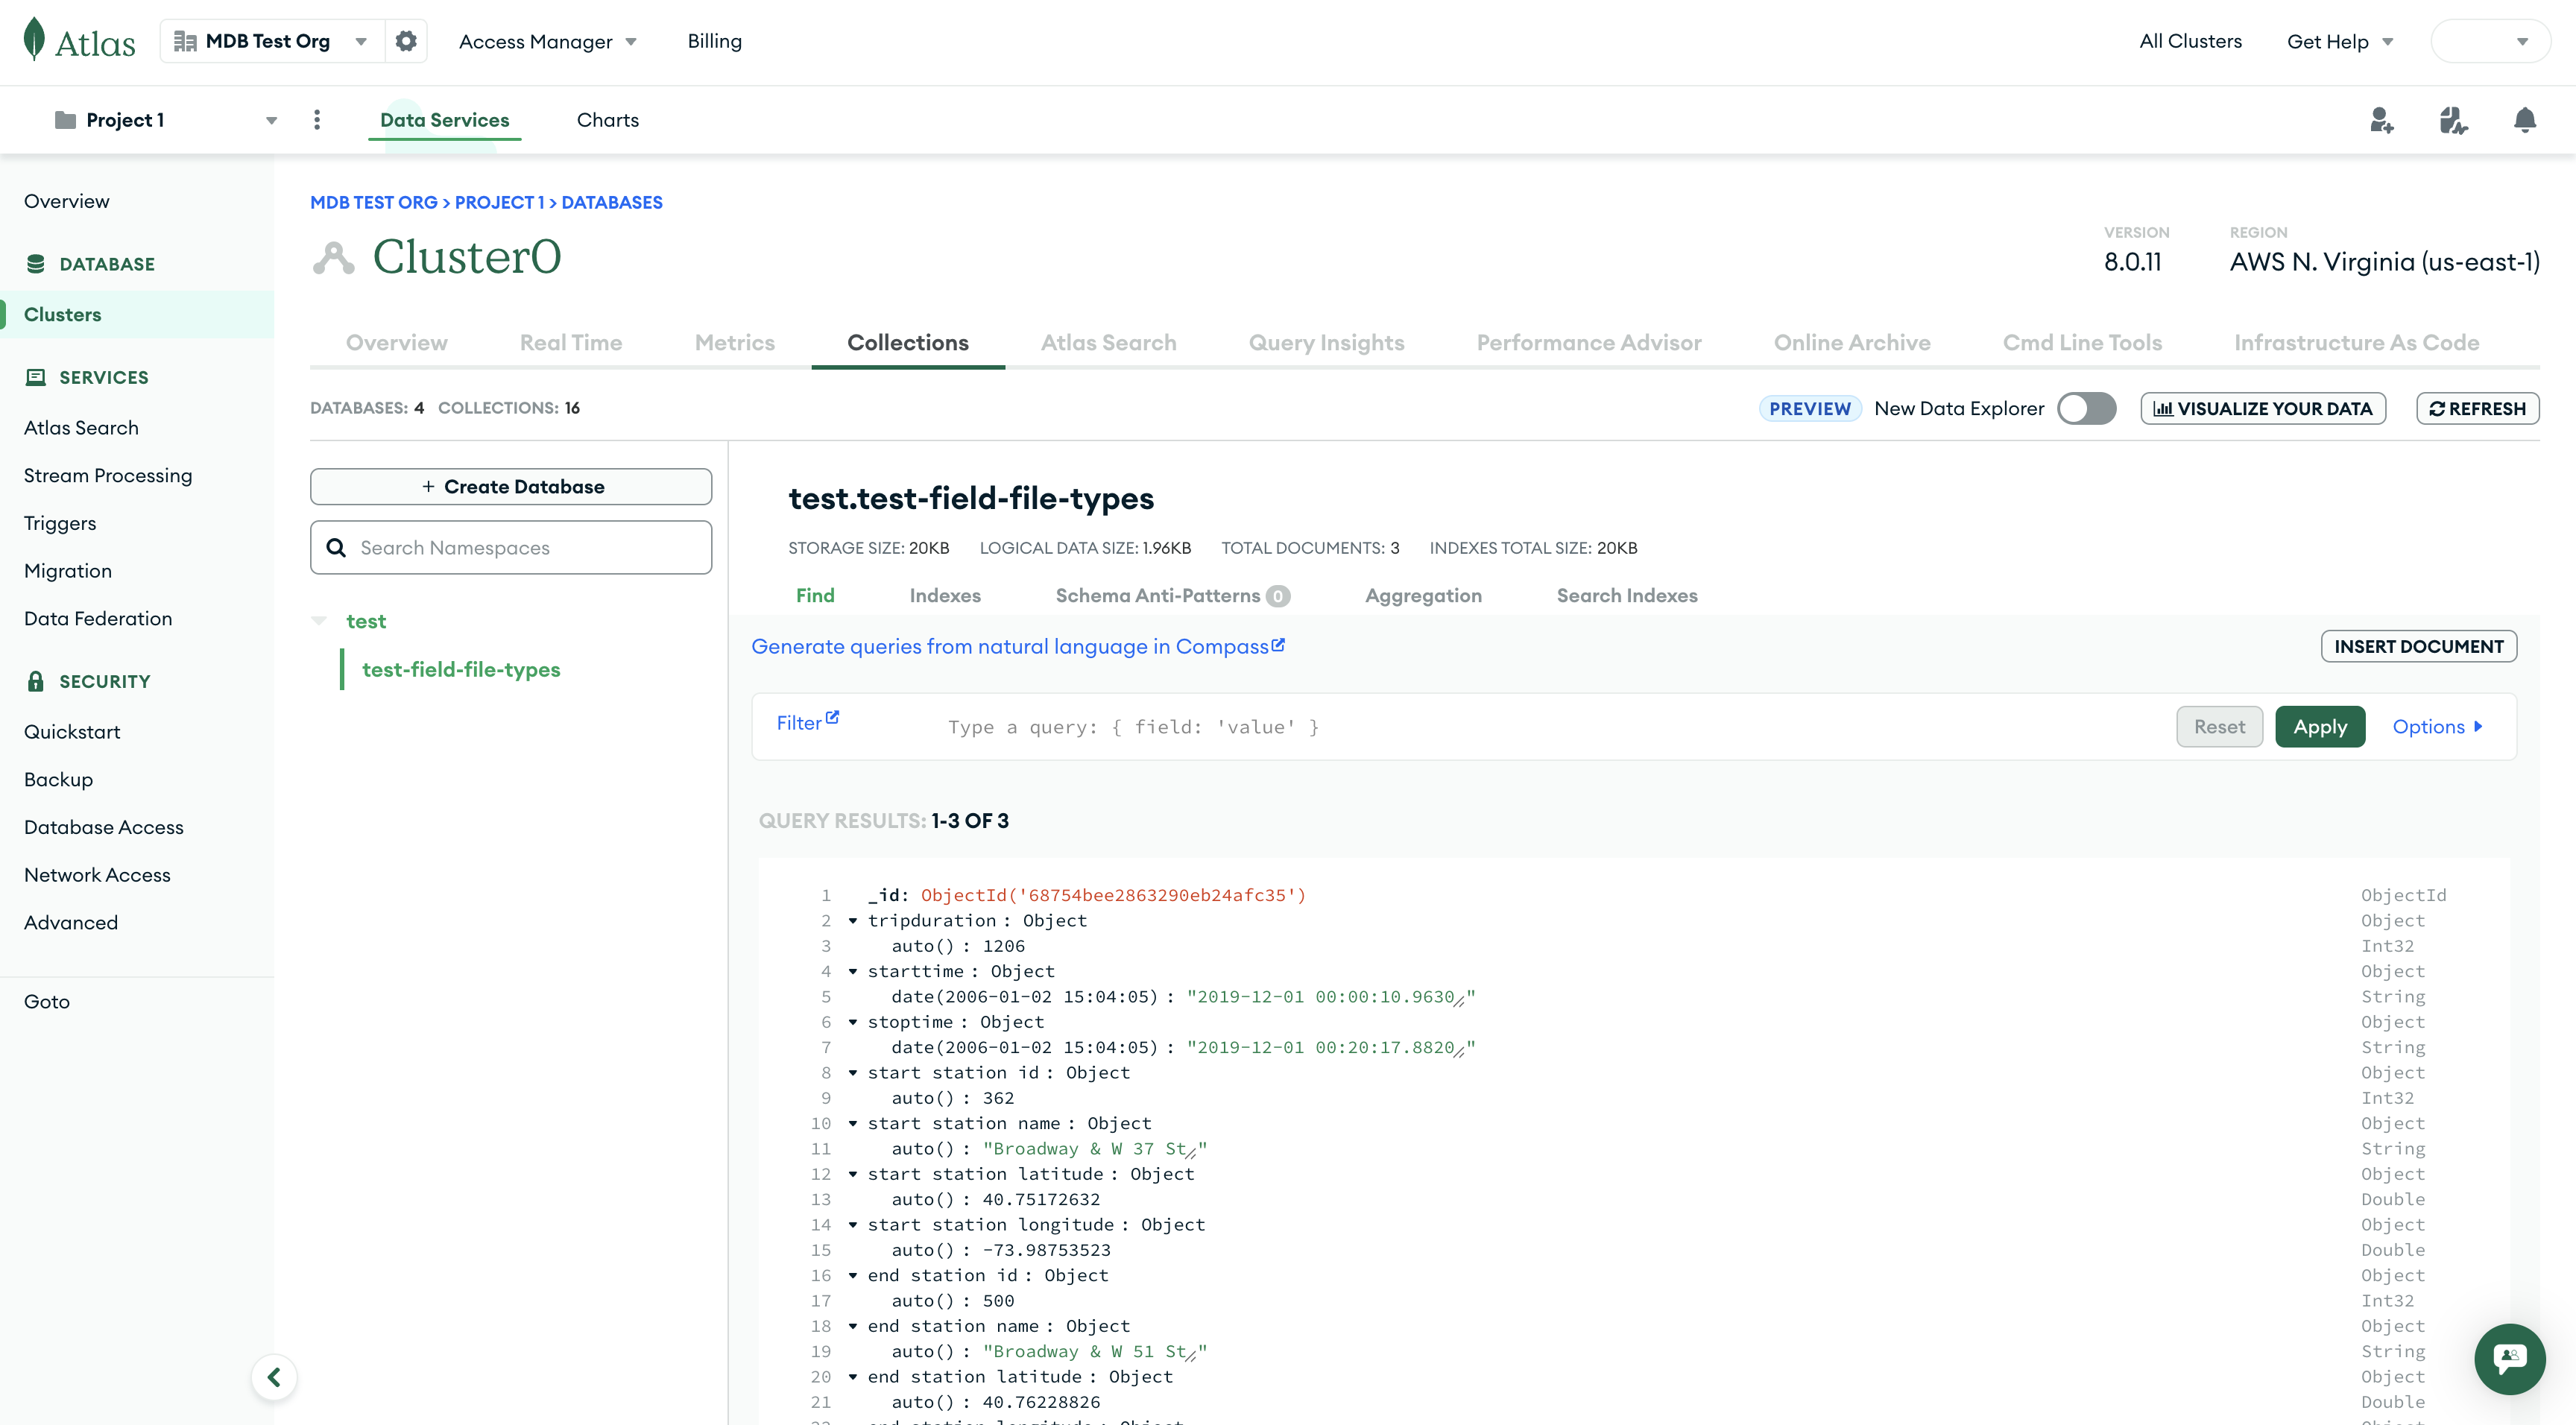 Atlas
MDB Test Org
Access Manager
Billing
All Clusters
Get Help
Project 1
Data Services
Charts
Overview
DATABASE
Clusters
SERVICES
Atlas Search
Stream Processing
Triggers
Migration
Data Federation
SECURITY
Quickstart
Backup
Database Access
Network Access
Advanced
Goto
MDB TEST ORG > PROJECT 1 > DATABASES
Cluster0
VERSION
8.0.11
REGION
AWS N. Virginia (us-east-1)
Overview Real Time Metrics Collections Atlas Search Query Insights Performance Advisor Online Archive Cmd Line Tools Infrastructure As Code
DATABASES: 4 COLLECTIONS: 16
PREVIEW New Data Explorer
VISUALIZE YOUR DATA
REFRESH
+ Create Database
Search Namespaces
test
test-field-file-types
test.test-field-file-types
STORAGE SIZE: 20KB LOGICAL DATA SIZE: 1.96KB TOTAL DOCUMENTS: 3 INDEXES TOTAL SIZE: 20KB
Find Indexes Schema Anti-Patterns 0 Aggregation Search Indexes
Generate queries from natural language in Compass
INSERT DOCUMENT
Filter
Type a query: { field: 'value' }
Reset
Apply
Options
QUERY RESULTS: 1-3 OF 3
1 _id: ObjectId('68754bee2863290eb24afc35') ObjectId
2 tripduration: Object Object
3 auto(): 1206 Int32
4 starttime: Object Object
5 date(2006-01-02 15:04:05): "2019-12-01 00:00:10.9630" String
6 stoptime: Object Object
7 date(2006-01-02 15:04:05): "2019-12-01 00:20:17.8820" String
8 start station id: Object Object
9 auto(): 362 Int32
10 start station name: Object Object
11 auto(): "Broadway & W 37 St" String
12 start station latitude: Object Object
13 auto(): 40.75172632 Double
14 start station longitude: Object Object
15 auto(): -73.98753523 Double
16 end station id: Object Object
17 auto(): 500 Int32
18 end station name: Object Object
19 auto(): "Broadway & W 51 St" String
20 end station latitude: Object Object
21 auto(): 40.76228826 Double